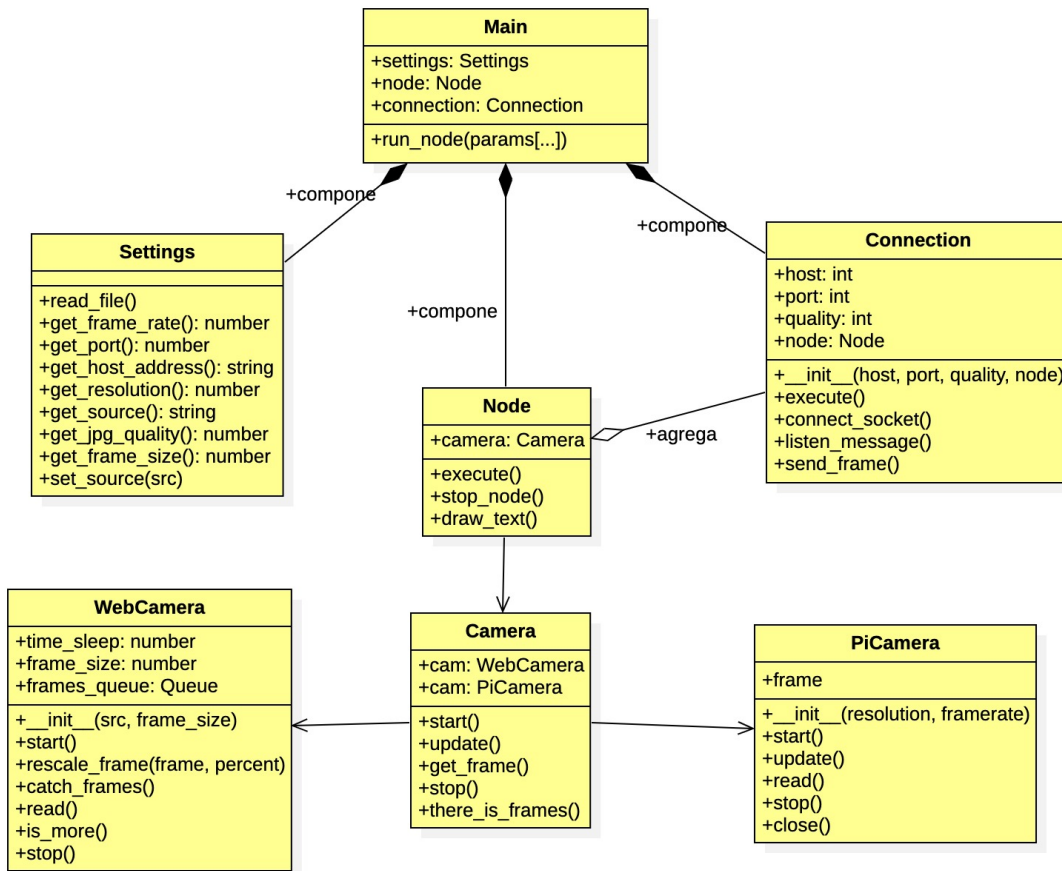 Main
+settings: Settings
+node: Node
+connection: Connection
+run_node(params[...])
+compone
+compone
+compone
Settings
+read_file()
+get_frame_rate(): number
+get_port(): number
+get_host_address(): string
+get_resolution(): number
+get_source(): string
+get_jpg_quality(): number
+get_frame_size(): number
+set_source(src)
Connection
+host: int
+port: int
+quality: int
+node: Node
+__init__(host, port, quality, node)
+execute()
+connect_socket()
+listen_message()
+send_frame()
Node
+camera: Camera
+execute()
+stop_node()
+draw_text()
+agrega
WebCamera
+time_sleep: number
+frame_size: number
+frames_queue: Queue
+__init__(src, frame_size)
+start()
+rescale_frame(frame, percent)
+catch_frames()
+read()
+is_more()
+stop()
Camera
+cam: WebCamera
+cam: PiCamera
+start()
+update()
+get_frame()
+stop()
+there_is_frames()
PiCamera
+frame
+__init__(resolution, framerate)
+start()
+update()
+read()
+stop()
+close()